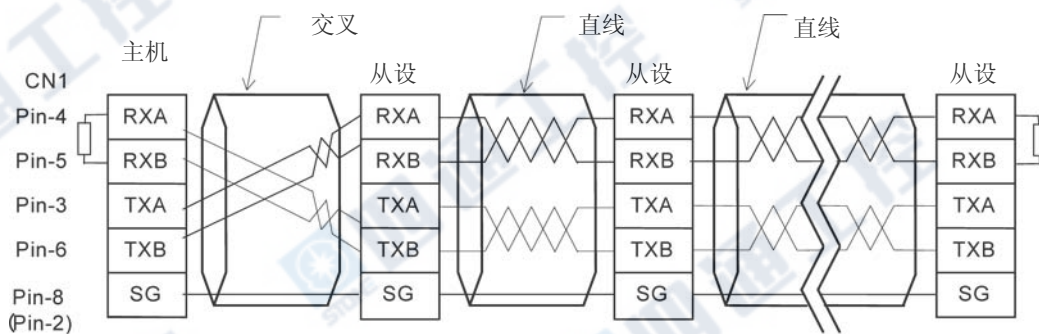 交叉
直线
直线
主机
从设
从设
从设
CN1
Pin-4
RXA
RXA
RXA
RXA
Pin-5
RXB
RXB
RXB
RXB
Pin-3
TXA
TXA
TXA
TXA
Pin-6
TXB
TXB
TXB
TXB
Pin-8
(Pin-2)
SG
SG
SG
SG